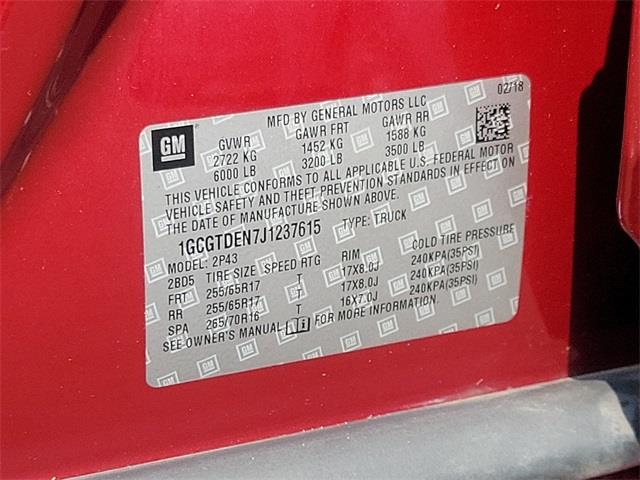 02/18
MFD BY GENERAL MOTORS LLC
GM
GVWR GAWR FRT GAWR RR
2722 KG 1452 KG 1588 KG
6000 LB 3200 LB 3500 LB
THIS VEHICLE CONFORMS TO ALL APPLICABLE U.S. FEDERAL MOTOR
VEHICLE SAFETY AND THEFT PREVENTION STANDARDS IN EFFECT ON
THE DATE OF MANUFACTURE SHOWN ABOVE.
1GCGTDEN7J1237615 TYPE: TRUCK
MODEL: 2P43
2BD5 TIRE SIZE SPEED RTG RIM COLD TIRE PRESSURE
FRT 255/65R17 T 17X8.0J 240KPA(35PSI)
RR 255/65R17 T 17X8.0J 240KPA(35PSI)
SPA 265/70R16 T 16X7.0J 240KPA(35PSI)
SEE OWNER'S MANUAL FOR MORE INFORMATION.